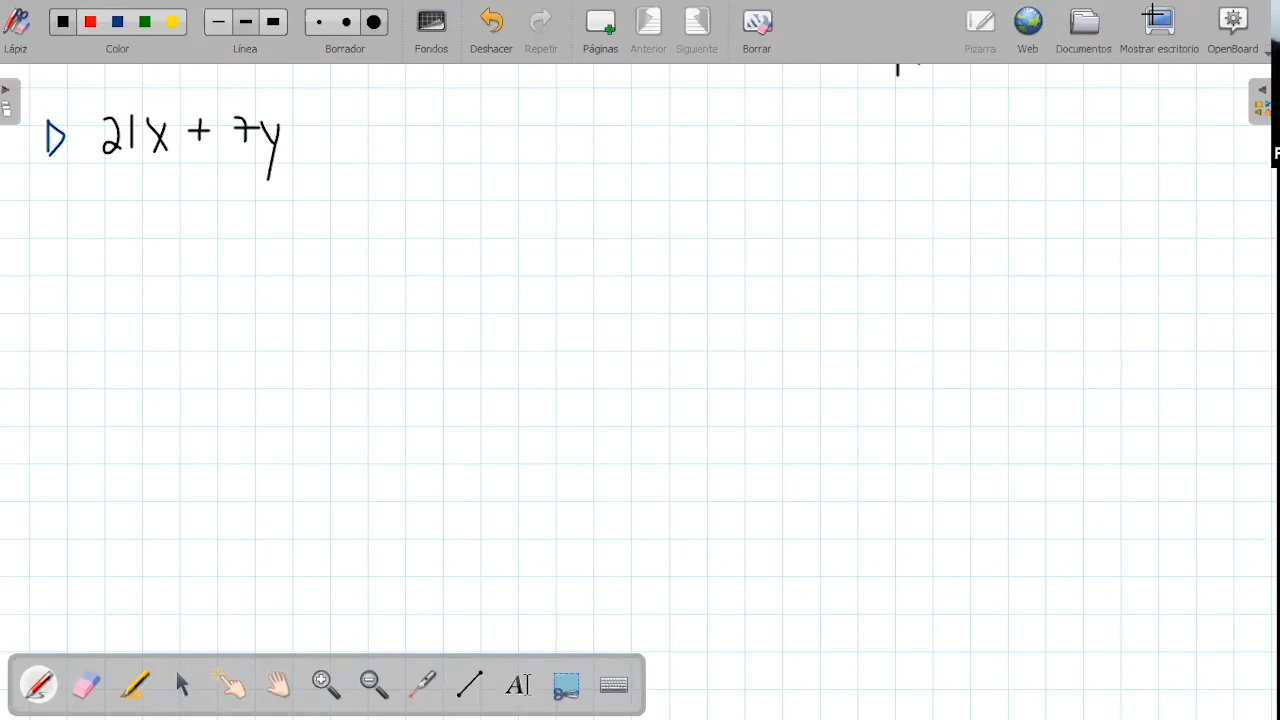 Lápiz Color Línea Borrador Fondos Deshacer Repetir Páginas Anterior Siguiente Borrar Pizarra Web Documentos Mostrar escritorio OpenBoard
21x + 7y